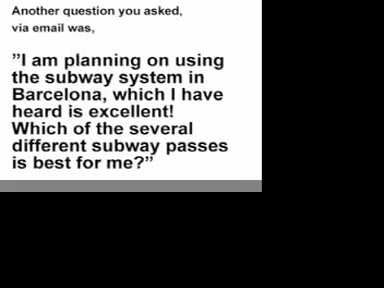 Another question you asked,
via email was,
”I am planning on using
the subway system in
Barcelona, which I have
heard is excellent!
Which of the several
different subway passes
is best for me?”